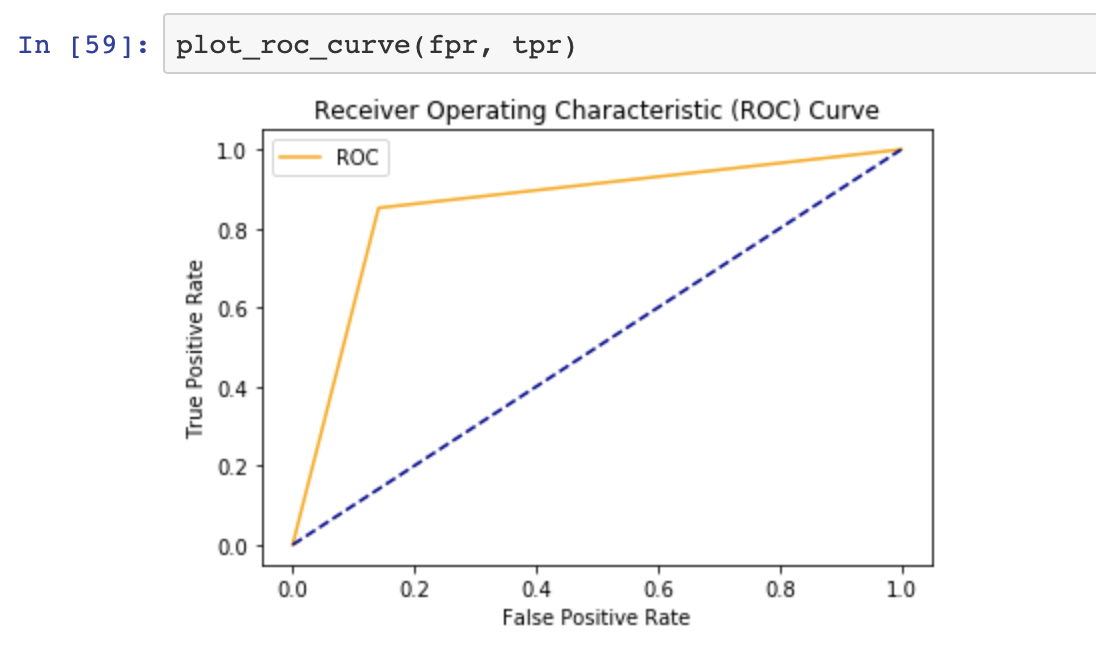 In [59]: plot_roc_curve(fpr, tpr)
Receiver Operating Characteristic (ROC) Curve
ROC
1.0
0.8
0.6
0.4
0.2
0.0
True Positive Rate
0.0 0.2 0.4 0.6 0.8 1.0
False Positive Rate